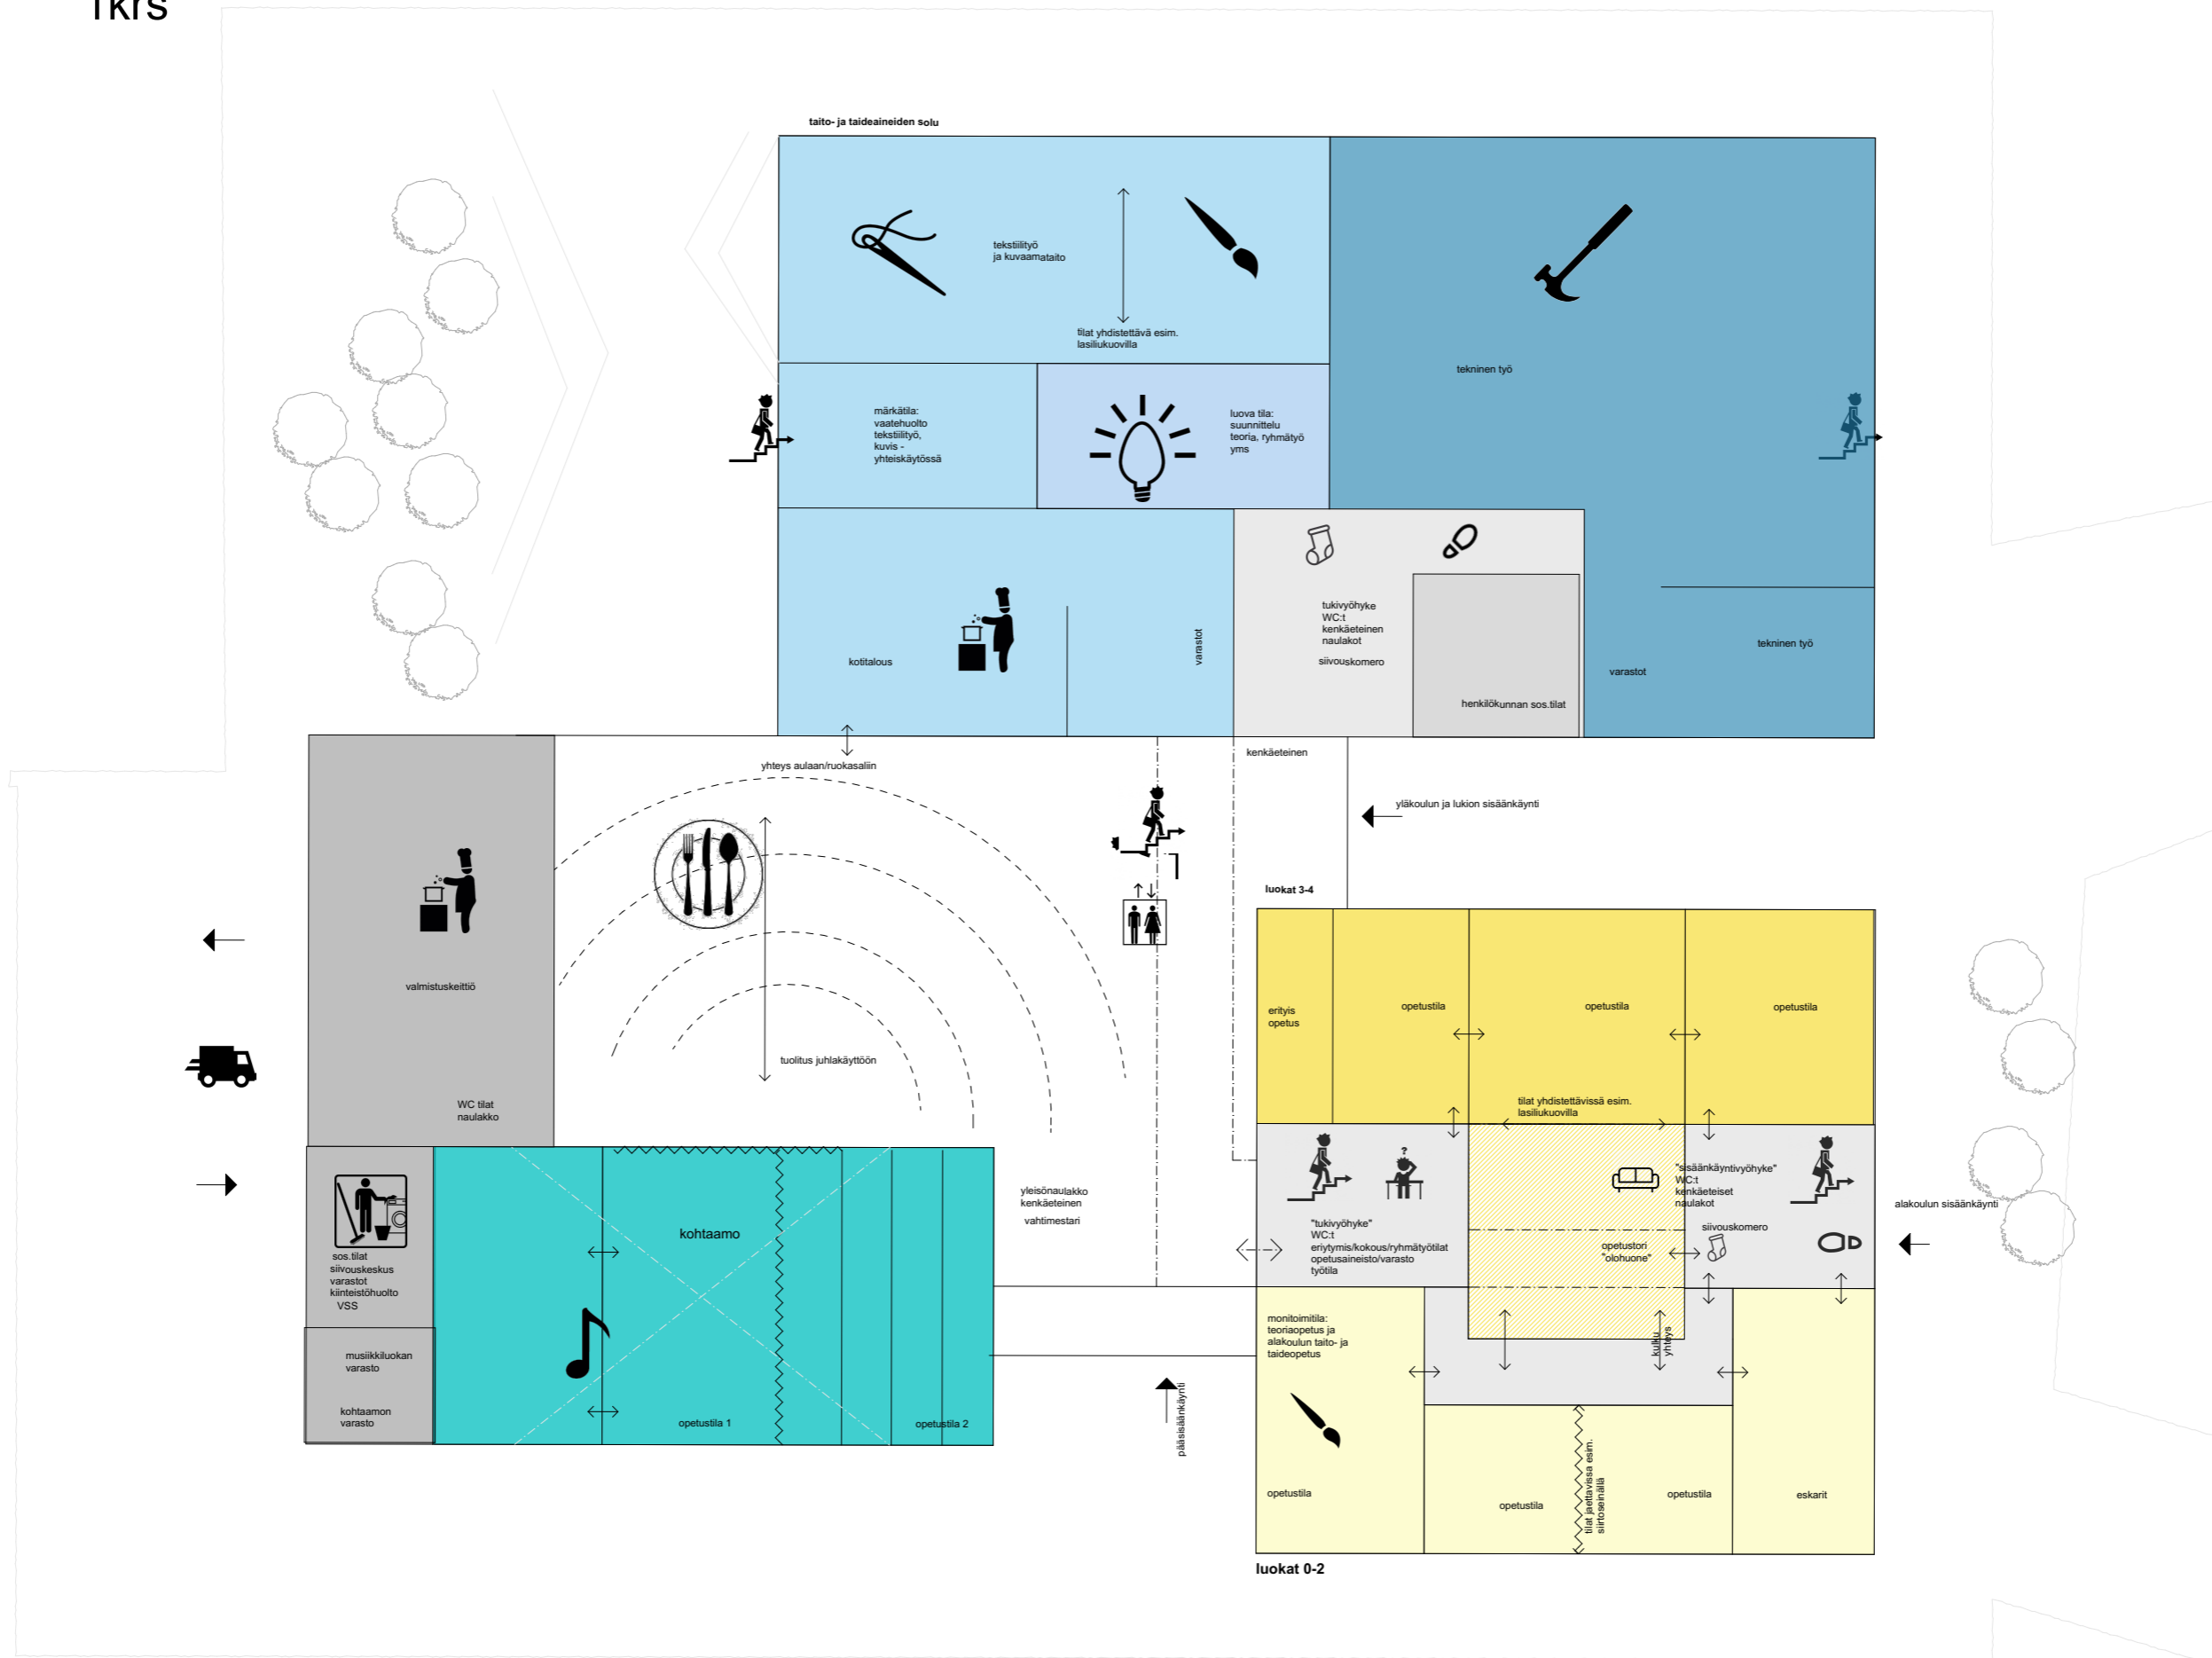 1krs
taito- ja taideaineiden solu
tekstiilityö
ja kuvaamataito
tilat yhdistettävä esim.
lasiliukuovilla
tekninen työ
märkätila:
vaatehuolto
tekstiilityö,
kuvis -
yhteiskäytössä
luova tila:
suunnittelu
teoria, ryhmätyö
yms
kotitalous
varastot
tukivyöhyke
WC:t
kenkäeteinen
naulakot
siivouskomero
henkilökunnan sos.tilat
varastot
tekninen työ
yhteys aulaan/ruokasaliin
kenkäeteinen
yläkoulun ja lukion sisäänkäynti
valmistuskeittiö
WC tilat
naulakko
tuolitus juhlakäyttöön
luokat 3-4
erityis
opetus
opetustila
opetustila
opetustila
tilat yhdistettävissä esim.
lasiliukuovilla
"tukivyöhyke"
WC:t
eriytymis/kokous/ryhmätyötilat
opetusaineisto/varasto
työtila
?
"sisäänkäyntivyöhyke"
WC:t
kenkäeteiset
naulakot
siivouskomero
opetustori
"olohuone"
alakoulun sisäänkäynti
yleisönaulakko
kenkäeteinen
vahtimestari
sos.tilat
siivouskeskus
varastot
kiinteistöhuolto
VSS
musiikkiluokan
varasto
kohtaamon
varasto
kohtaamo
opetustila 1
opetustila 2
pääsisäänkäynti
monitoimitila:
teoriaopetus ja
alakoulun taito- ja
taideopetus
kulku
yhteys
opetustila
opetustila
tilat jaettavissa esim.
siirtoseinällä
opetustila
eskarit
luokat 0-2